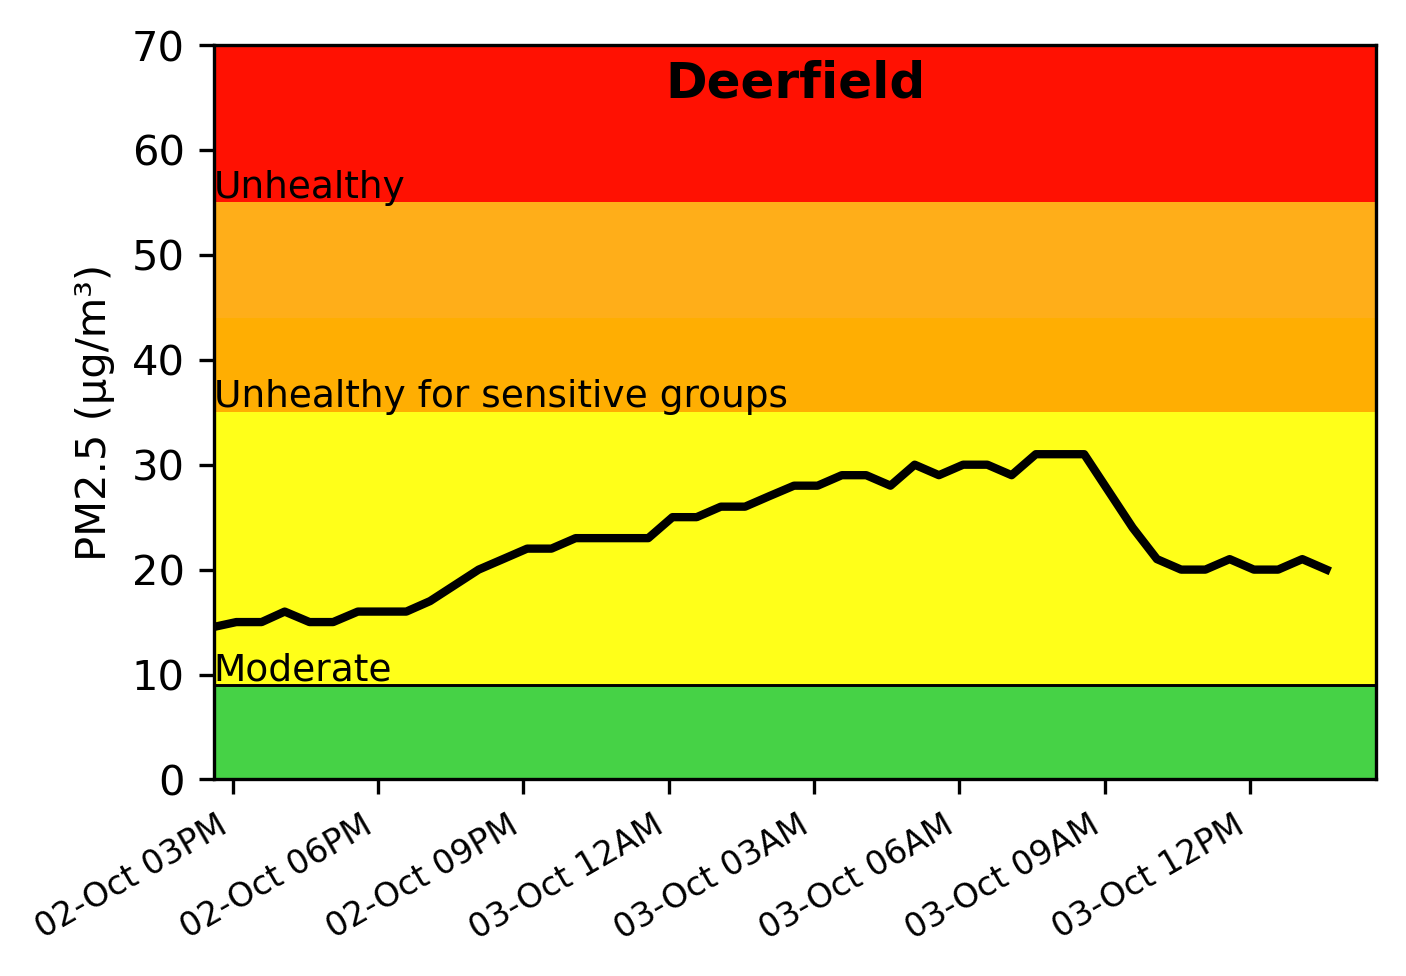 Deerfield
PM2.5 (µg/m³)
70
60
50
40
30
20
10
0
Unhealthy
Unhealthy for sensitive groups
Moderate
02-Oct 03PM
02-Oct 06PM
02-Oct 09PM
03-Oct 12AM
03-Oct 03AM
03-Oct 06AM
03-Oct 09AM
03-Oct 12PM